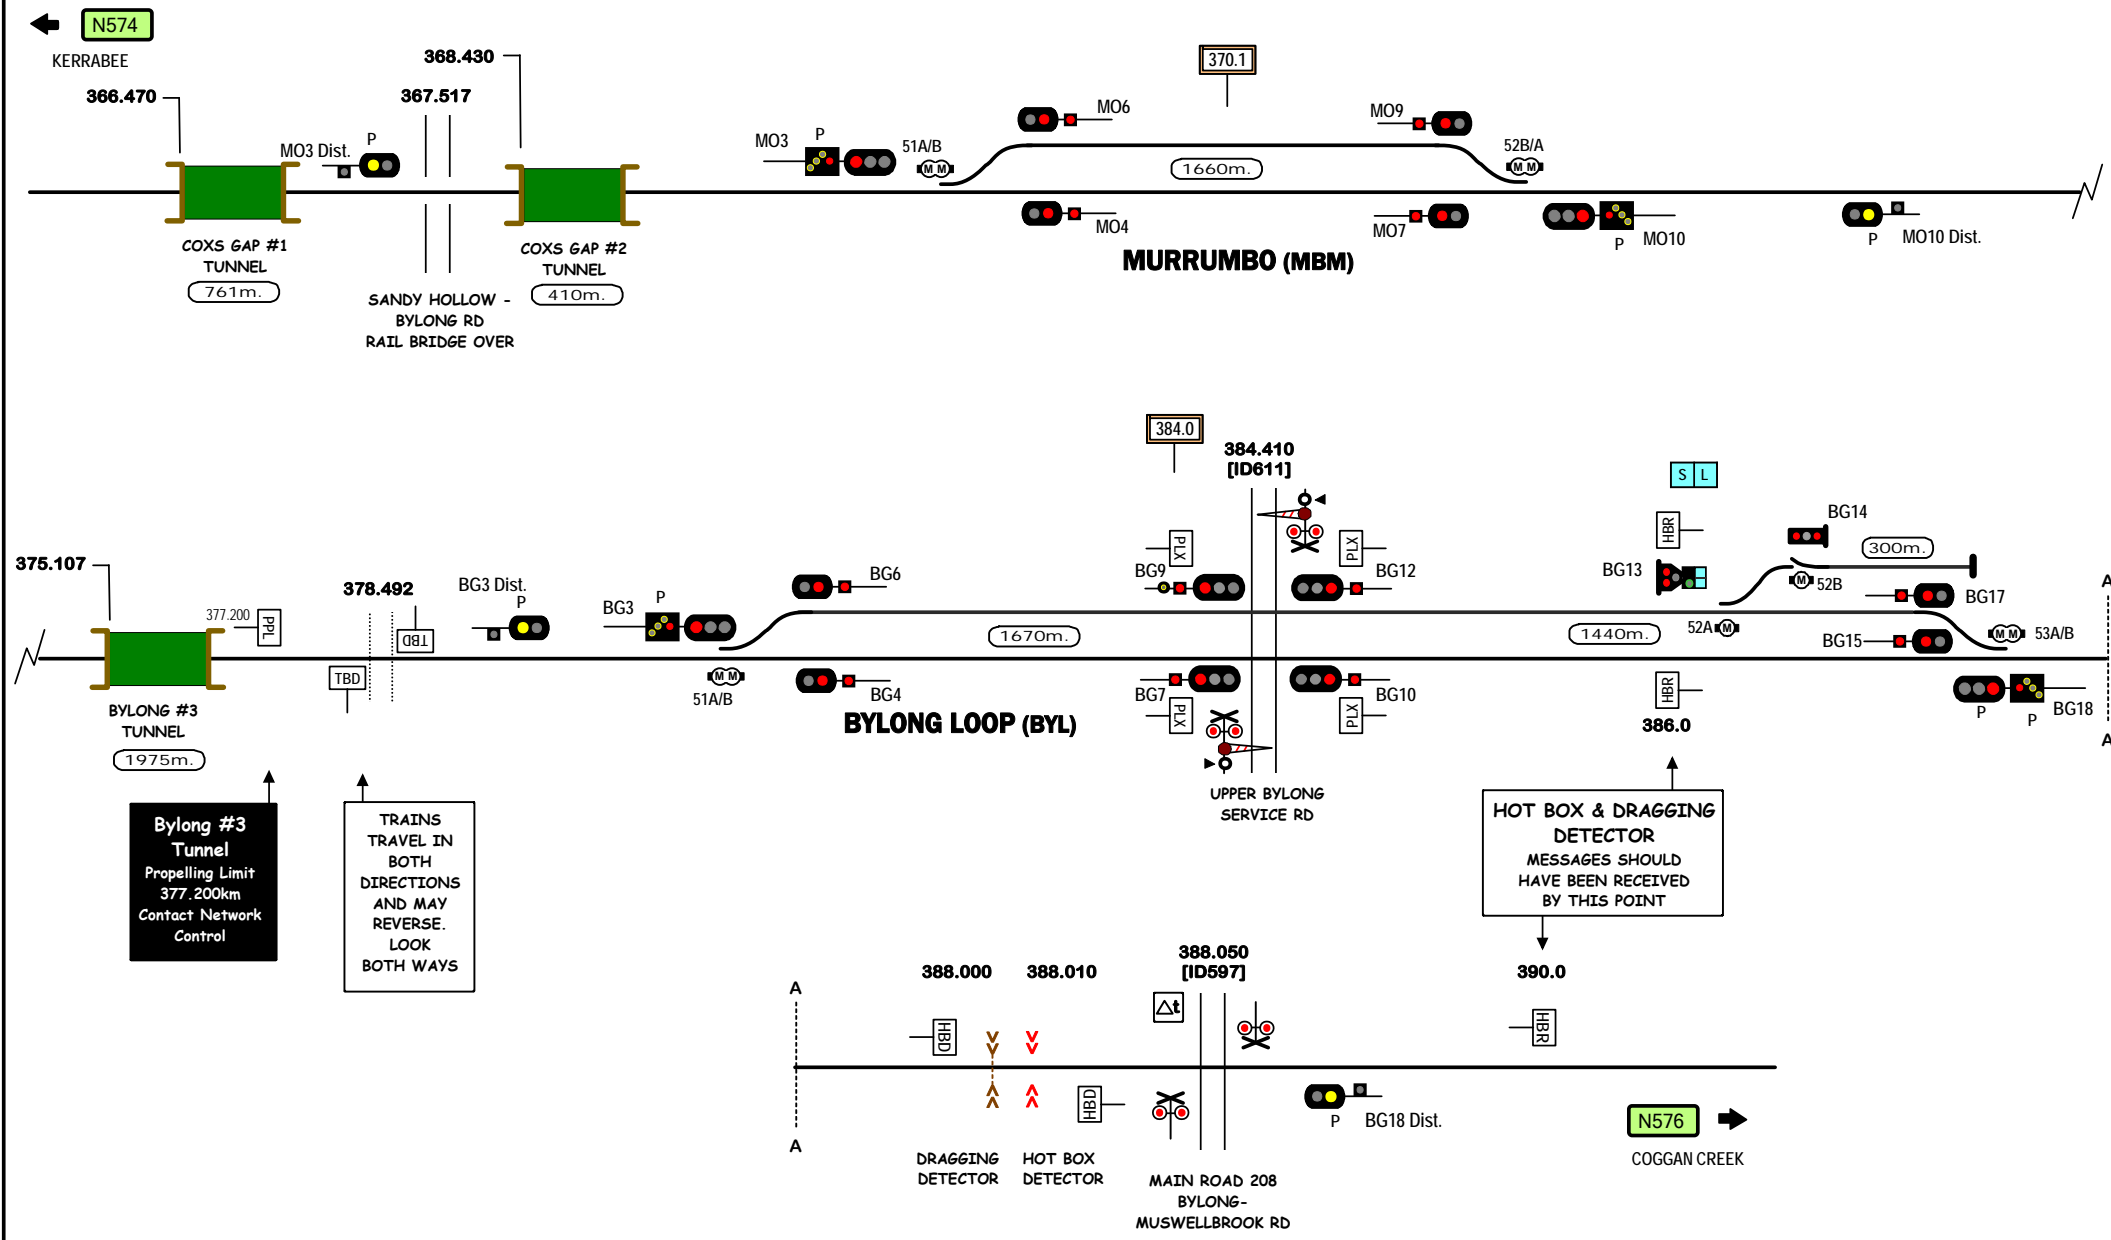 N574
KERRABEE
366.470
367.517
368.430
370.1
MO3 Dist.
P
MO3
P
51A/B
MO6
MO9
52B/A
1660m.
MO4
MO7
P
MO10
P
MO10 Dist.
COXS GAP #1
TUNNEL
761m.
SANDY HOLLOW -
BYLONG RD
RAIL BRIDGE OVER
COXS GAP #2
TUNNEL
410m.
MURRUMBO (MBM)
384.0
384.410
[ID611]
S L
375.107
377.200
PPL
378.492
TBD
TBD
BG3 Dist.
P
BG3
P
51A/B
BG6
BG4
1670m.
PLX
BG9
PLX
BG12
BG7
PLX
BG10
PLX
HBR
BG13
BG14
300m.
M
52B
52A
M
1440m.
BG17
BG15
M M
53A/B
HBR
386.0
P
P
BG18
A
A
BYLONG #3
TUNNEL
1975m.
BYLONG LOOP (BYL)
UPPER BYLONG
SERVICE RD
Bylong #3
Tunnel
Propelling Limit
377.200km
Contact Network
Control
TRAINS
TRAVEL IN
BOTH
DIRECTIONS
AND MAY
REVERSE.
LOOK
BOTH WAYS
HOT BOX & DRAGGING
DETECTOR
MESSAGES SHOULD
HAVE BEEN RECEIVED
BY THIS POINT
388.000
388.010
388.050
[ID597]
390.0
A
A
HBD
HBD
Δt
HBR
P
BG18 Dist.
N576
COGGAN CREEK
DRAGGING
DETECTOR
HOT BOX
DETECTOR
MAIN ROAD 208
BYLONG-
MUSWELLBROOK RD